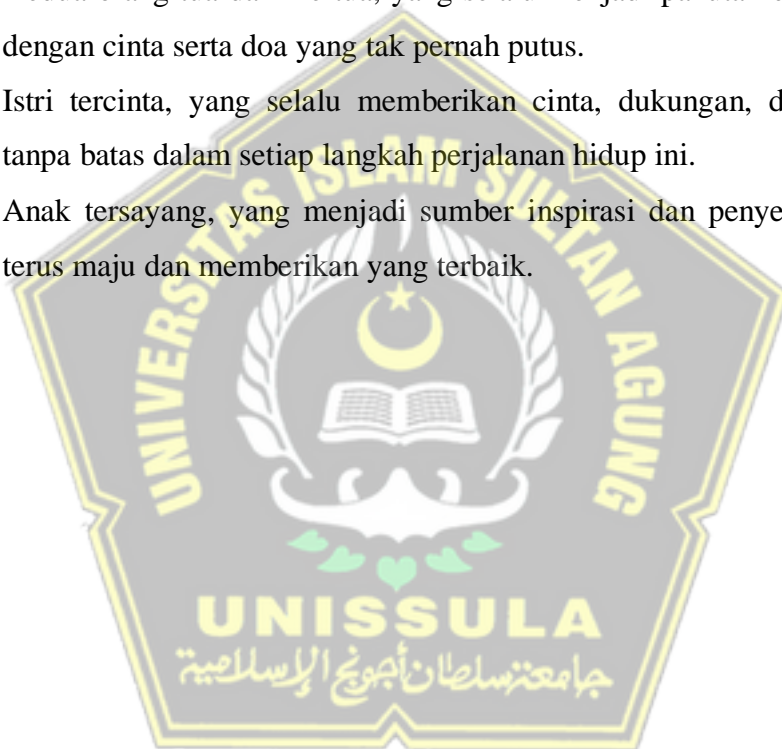 dengan cinta serta doa yang tak pernah putus.
Istri tercinta, yang selalu memberikan cinta, dukungan,
tanpa batas dalam setiap langkah perjalanan hidup ini.
Anak tersayang, yang menjadi sumber inspirasi dan
terus maju dan memberikan yang terbaik.
UNIVERSITAS ISLAM SULTAN AGUNG
UNISSULA
جامعة سلطان أجونج الإسلامية